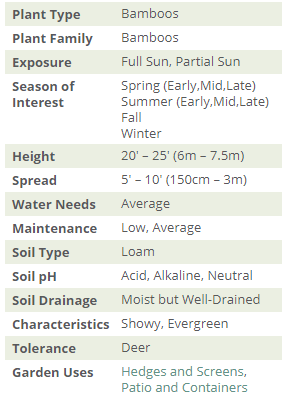 Plant Type Bamboos
Plant Family Bamboos
Exposure Full Sun, Partial Sun
Season of Interest Spring (Early,Mid,Late)
Summer (Early,Mid,Late)
Fall
Winter
Height 20' – 25' (6m – 7.5m)
Spread 5' – 10' (150cm – 3m)
Water Needs Average
Maintenance Low, Average
Soil Type Loam
Soil pH Acid, Alkaline, Neutral
Soil Drainage Moist but Well-Drained
Characteristics Showy, Evergreen
Tolerance Deer
Garden Uses Hedges and Screens,
Patio and Containers